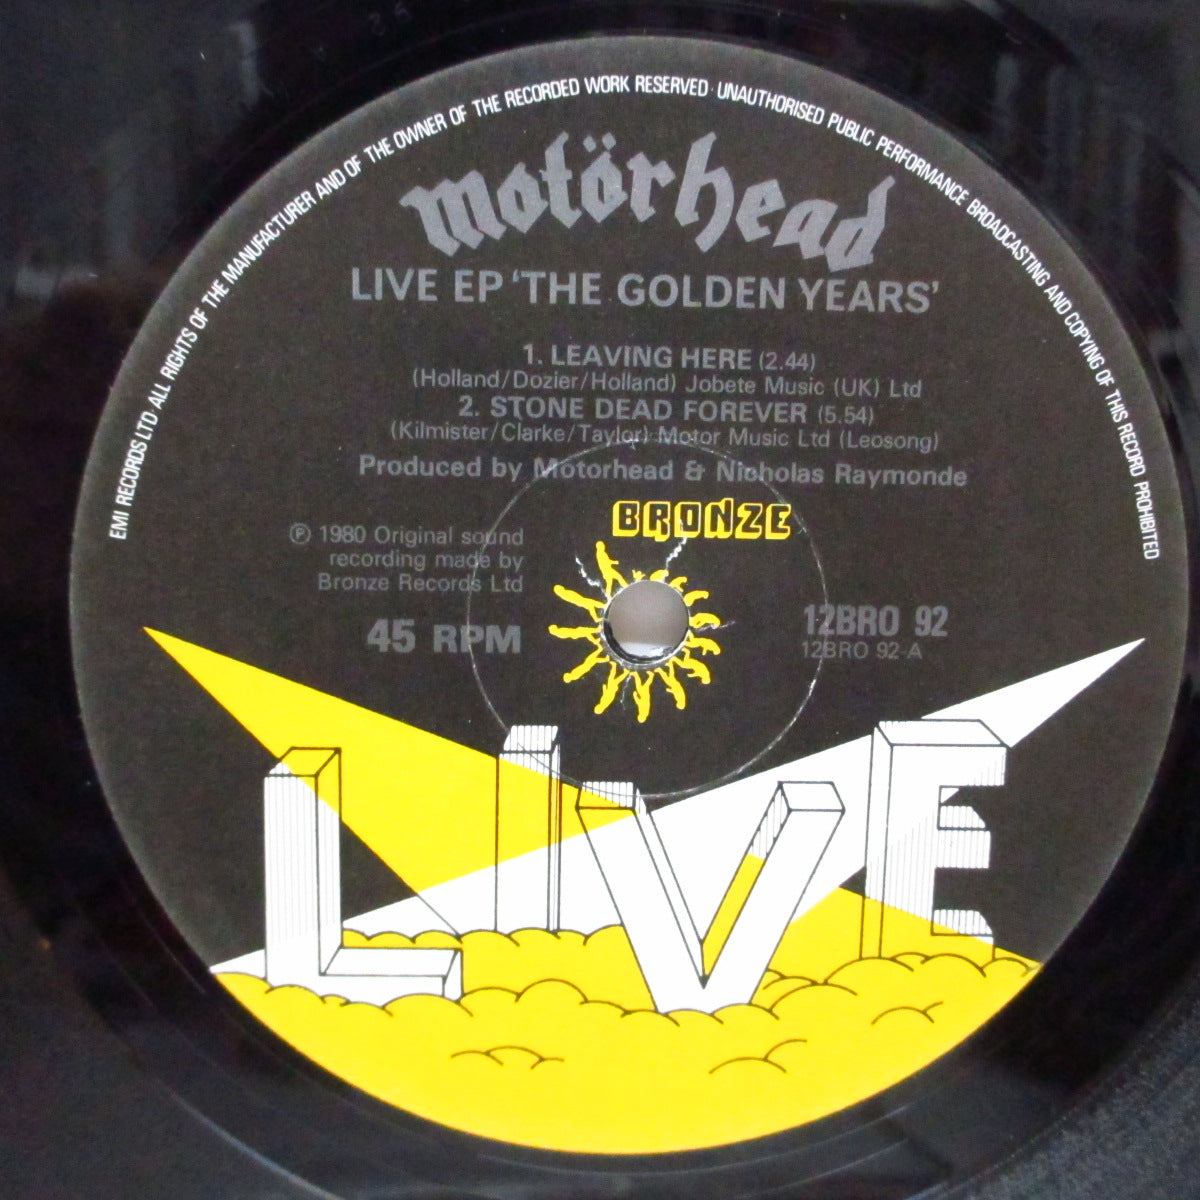 EMI RECORDS LTD ALL RIGHTS OF THE MANUFACTURER AND OF THE OWNER OF THE RECORDED WORK RESERVED · UNAUTHORISED PUBLIC PERFORMANCE BROADCASTING AND COPYING OF THIS RECORD PROHIBITED
motörhead
LIVE EP 'THE GOLDEN YEARS'
1. LEAVING HERE (2.44)
(Holland/Dozier/Holland) Jobete Music (UK) Ltd
2. STONE DEAD FOREVER (5.54)
(Kilmister/Clarke/Taylor) Motor Music Ltd (Leosong)
Produced by Motorhead & Nicholas Raymonde
BRONZE
℗ 1980 Original sound
recording made by
Bronze Records Ltd
45 RPM
12BRO 92
12BRO 92-A
LIVE